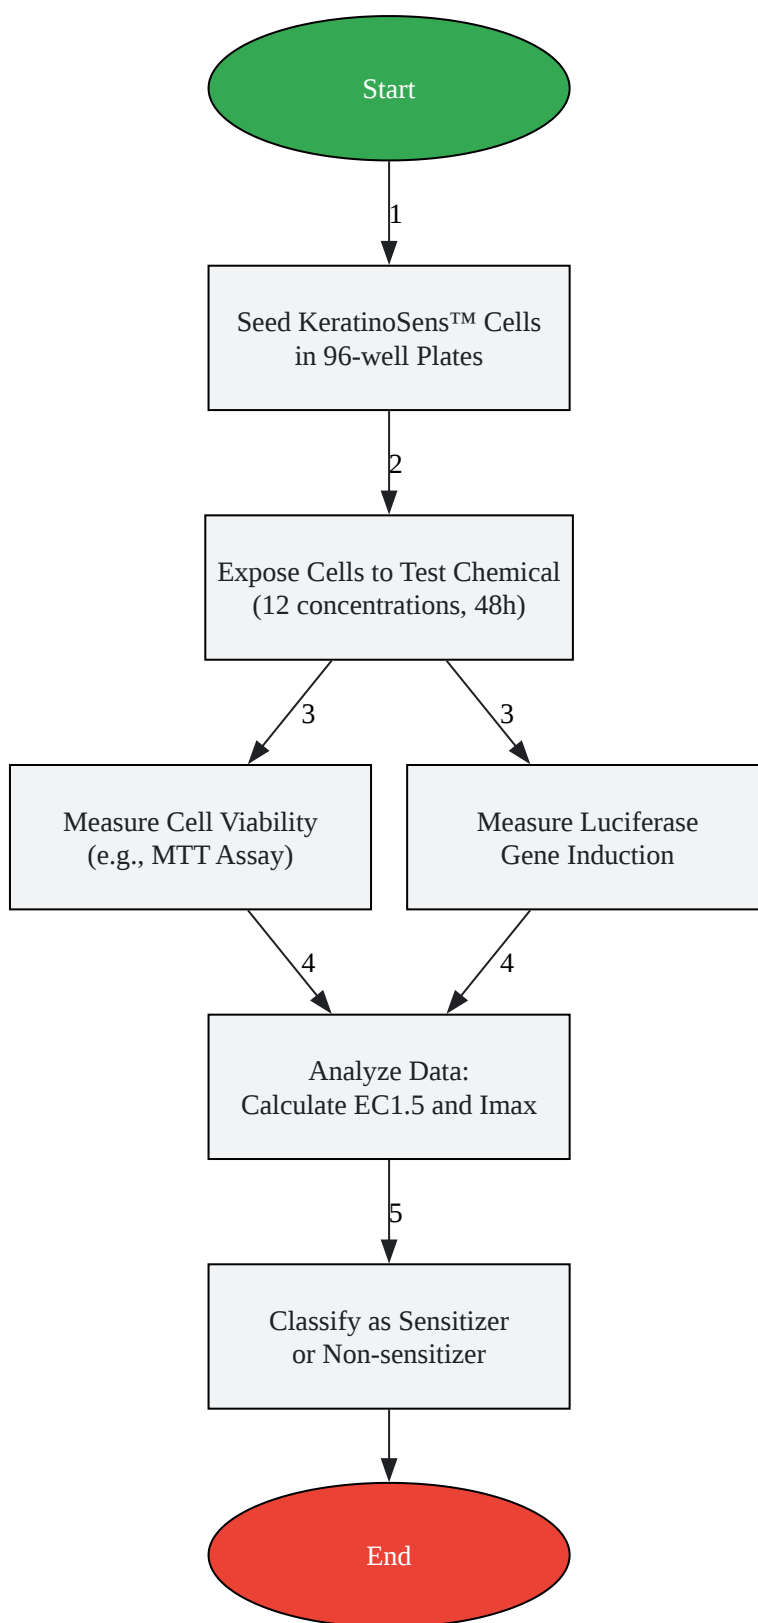 Start
1
Seed KeratinoSens™ Cells
in 96-well Plates
2
Expose Cells to Test Chemical
(12 concentrations, 48h)
3
3
Measure Cell Viability
(e.g., MTT Assay)
Measure Luciferase
Gene Induction
4
4
Analyze Data:
Calculate EC1.5 and Imax
5
Classify as Sensitizer
or Non-sensitizer
End